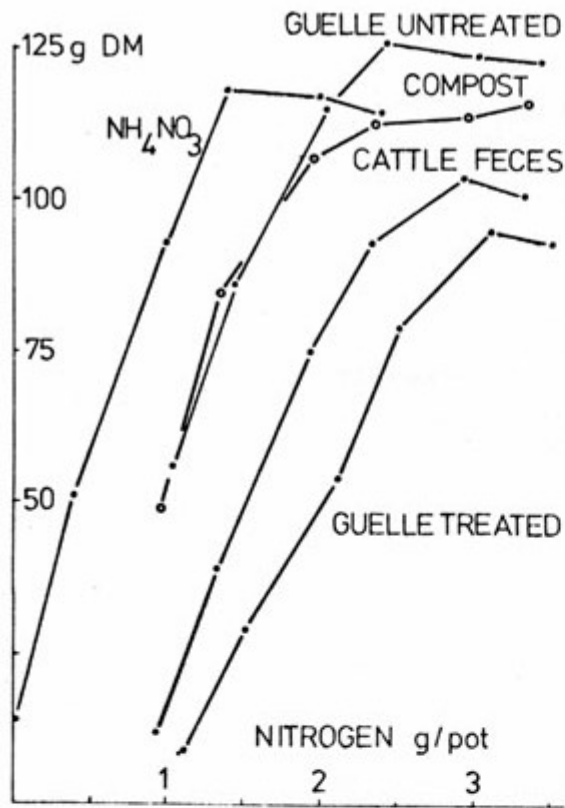 GUELLE UNTREATED
125 g DM
COMPOST
NH₄NO₃
CATTLE FECES
100
75
50
GUELLE TREATED
NITROGEN g/pot
1 2 3